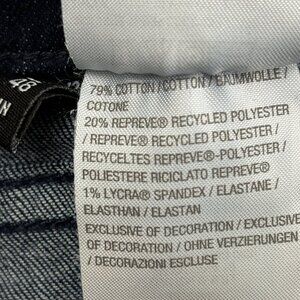 79% COTTON / COTTON / BAUMWOLLE /
COTONE
20% REPREVE® RECYCLED POLYESTER
/ REPREVE® RECYCLED POLYESTER /
RECYCELTES REPREVE®-POLYESTER /
POLIESTERE RICICLATO REPREVE®
1% LYCRA® SPANDEX / ELASTANE /
ELASTHAN / ELASTAN
EXCLUSIVE OF DECORATION / EXCLUSIVE
OF DECORATION / OHNE VERZIERUNGEN
/ DECORAZIONI ESCLUSE